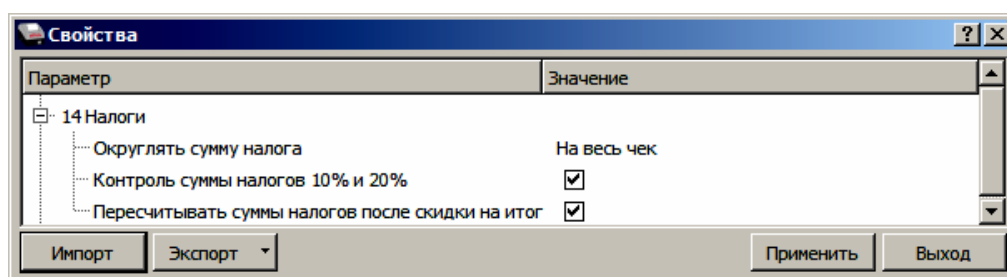 Свойства
Параметр Значение
14 Налоги
Округлять сумму налога На весь чек
Контроль суммы налогов 10% и 20%
Пересчитывать суммы налогов после скидки на итог
Импорт Экспорт Применить Выход